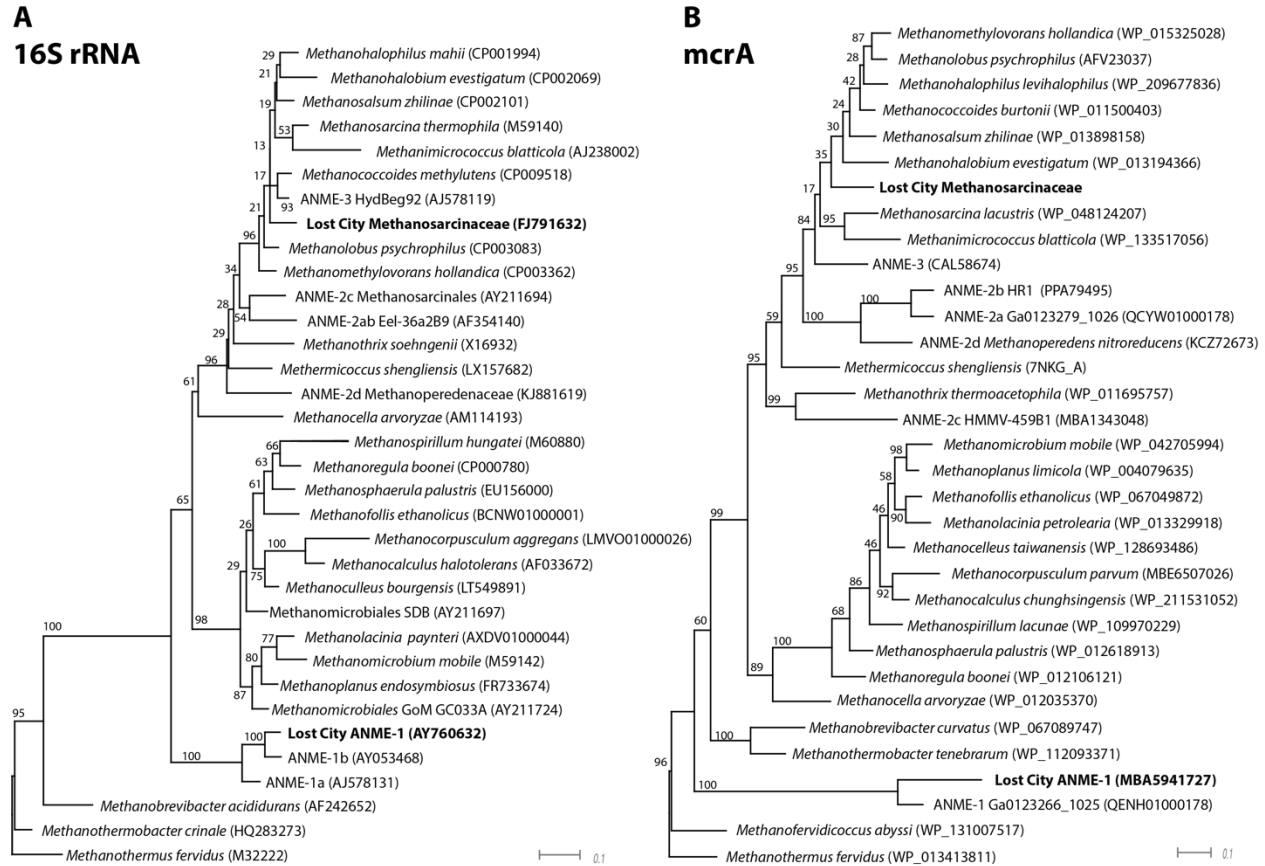 A
16S rRNA
29
Methanohalophilus mahii (CP001994)
21
Methanohalobium evestigatum (CP002069)
19
Methanosalsum zhilinae (CP002101)
53
Methanosarcina thermophila (M59140)
13
Methanimicrococcus blatticola (AJ238002)
17
Methanococcoides methylutens (CP009518)
93
ANME-3 HydBeg92 (AJ578119)
21
Lost City Methanosarcinaceae (FJ791632)
96
Methanolobus psychrophilus (CP003083)
34
Methanomethylovorans hollandica (CP003362)
28
ANME-2c Methanosarcinales (AY211694)
54
ANME-2ab Eel-36a2B9 (AF354140)
29
Methanothrix soehngenii (X16932)
96
Methermicoccus shengliensis (LX157682)
61
ANME-2d Methanoperedenaceae (KJ881619)
Methanocella arvoryzae (AM114193)
66
Methanospirillum hungatei (M60880)
63
Methanoregula boonei (CP000780)
61
Methanosphaerula palustris (EU156000)
65
Methanofollis ethanolicus (BCNW01000001)
26
100
Methanocorpusculum aggregans (LMVO01000026)
29
75
Methanocalculus halotolerans (AF033672)
Methanoculleus bourgensis (LT549891)
Methanomicrobiales SDB (AY211697)
98
100
77
Methanolacinia paynteri (AXDV01000044)
80
Methanomicrobium mobile (M59142)
87
Methanoplanus endosymbiosus (FR733674)
Methanomicrobiales GoM GC033A (AY211724)
95
100
Lost City ANME-1 (AY760632)
100
ANME-1b (AY053468)
ANME-1a (AJ578131)
Methanobrevibacter acididurans (AF242652)
Methanothermobacter crinale (HQ283273)
Methanothermus fervidus (M32222)
0.1
B
mcrA
87
Methanomethylovorans hollandica (WP_015325028)
28
Methanolobus psychrophilus (AFV23037)
42
Methanohalophilus levihalophilus (WP_209677836)
24
Methanococcoides burtonii (WP_011500403)
30
Methanosalsum zhilinae (WP_013898158)
35
Methanohalobium evestigatum (WP_013194366)
17
Lost City Methanosarcinaceae
84
95
Methanosarcina lacustris (WP_048124207)
Methanimicrococcus blatticola (WP_133517056)
95
ANME-3 (CAL58674)
100
ANME-2b HR1 (PPA79495)
59
100
ANME-2a Ga0123279_1026 (QCYW01000178)
ANME-2d Methanoperedens nitroreducens (KCZ72673)
95
Methermicoccus shengliensis (7NKG_A)
99
Methanothrix thermoacetophila (WP_011695757)
ANME-2c HMMV-459B1 (MBA1343048)
98
Methanomicrobium mobile (WP_042705994)
58
Methanoplanus limicola (WP_004079635)
46
Methanofollis ethanolicus (WP_067049872)
90
Methanolacinia petrolearia (WP_013329918)
99
46
Methanocelleus taiwanensis (WP_128693486)
86
92
Methanocorpusculum parvum (MBE6507026)
Methanocalculus chunghsingensis (WP_211531052)
68
Methanospirillum lacunae (WP_109970229)
60
100
Methanosphaerula palustris (WP_012618913)
89
Methanoregula boonei (WP_012106121)
Methanocella arvoryzae (WP_012035370)
100
Methanobrevibacter curvatus (WP_067089747)
Methanothermobacter tenebrarum (WP_112093371)
96
100
Lost City ANME-1 (MBA5941727)
ANME-1 Ga0123266_1025 (QENH01000178)
Methanofervidicoccus abyssi (WP_131007517)
Methanothermus fervidus (WP_013413811)
0.1